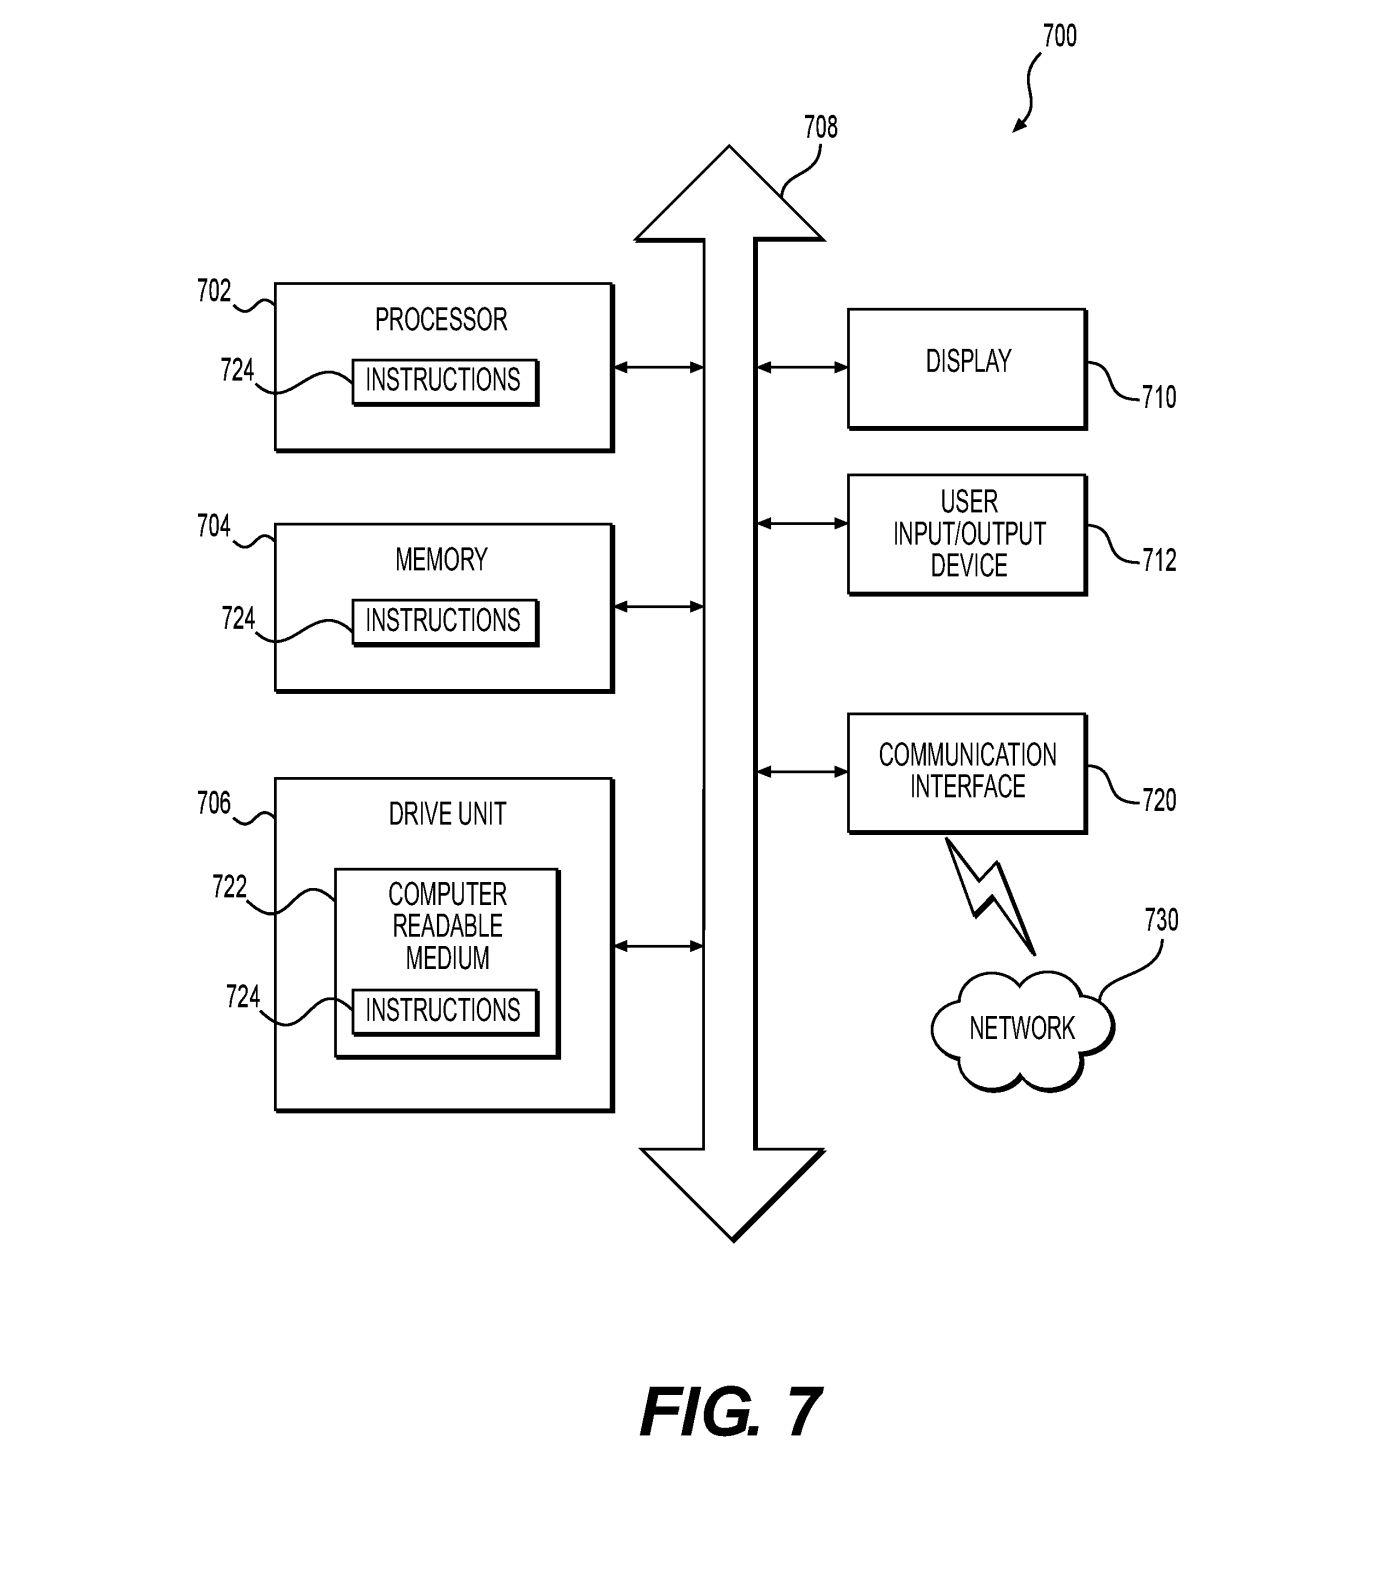 700
708
702
PROCESSOR
724
INSTRUCTIONS
DISPLAY
710
704
MEMORY
724
INSTRUCTIONS
USER
INPUT/OUTPUT
DEVICE
712
706
DRIVE UNIT
722
COMPUTER
READABLE
MEDIUM
724
INSTRUCTIONS
COMMUNICATION
INTERFACE
720
730
NETWORK
FIG. 7